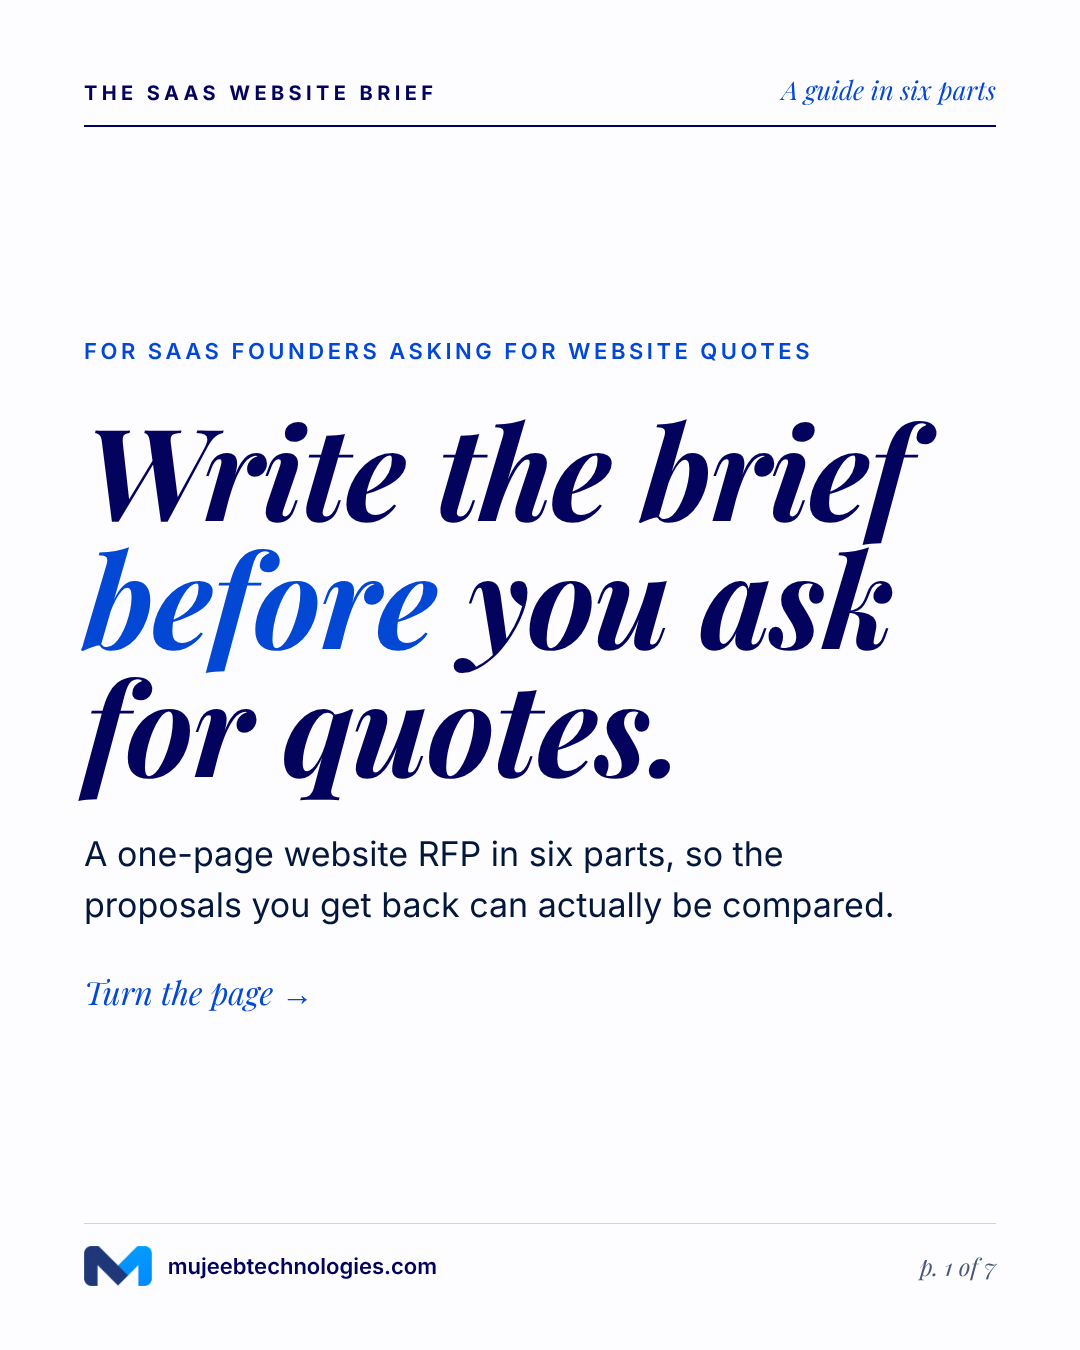 THE SAAS WEBSITE BRIEF
A guide in six parts
FOR SAAS FOUNDERS ASKING FOR WEBSITE QUOTES
Write the brief
before you ask
for quotes.
A one-page website RFP in six parts, so the
proposals you get back can actually be compared.
Turn the page →
mujeebtechnologies.com
p. 1 of 7